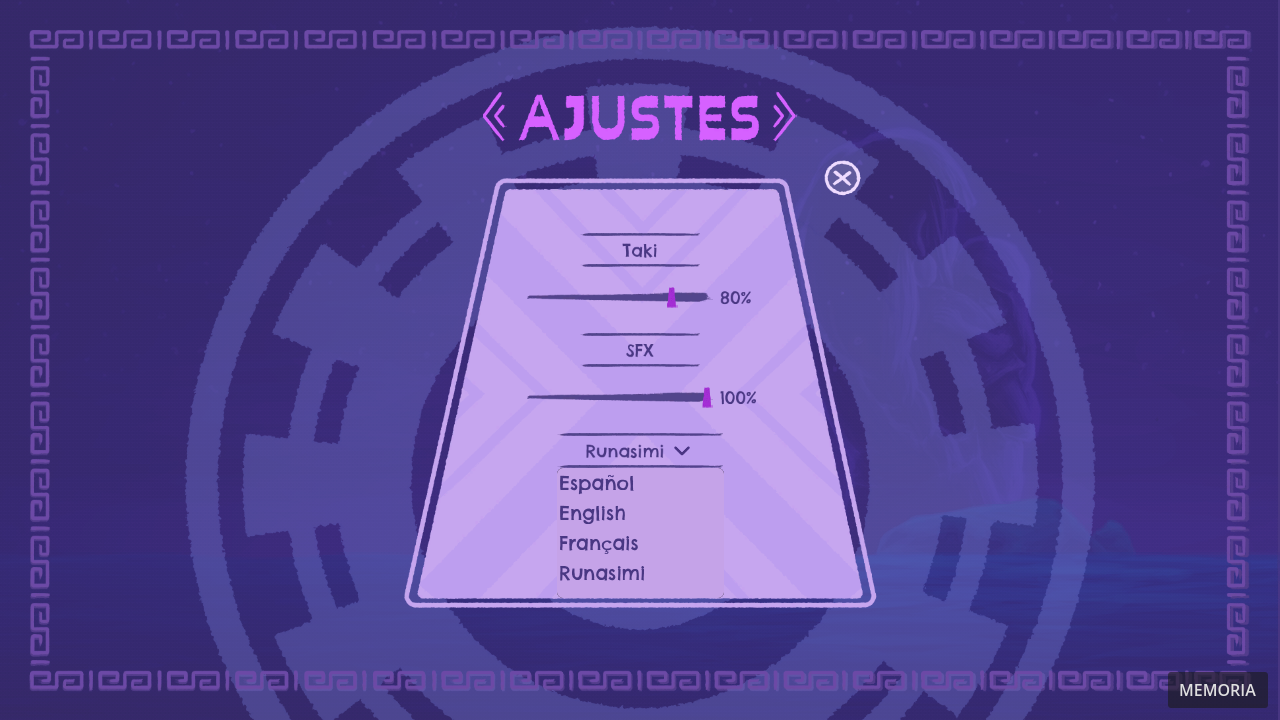 AJUSTES
Taki
80%
SFX
100%
Runasimi
Español
English
Français
Runasimi
MEMORIA